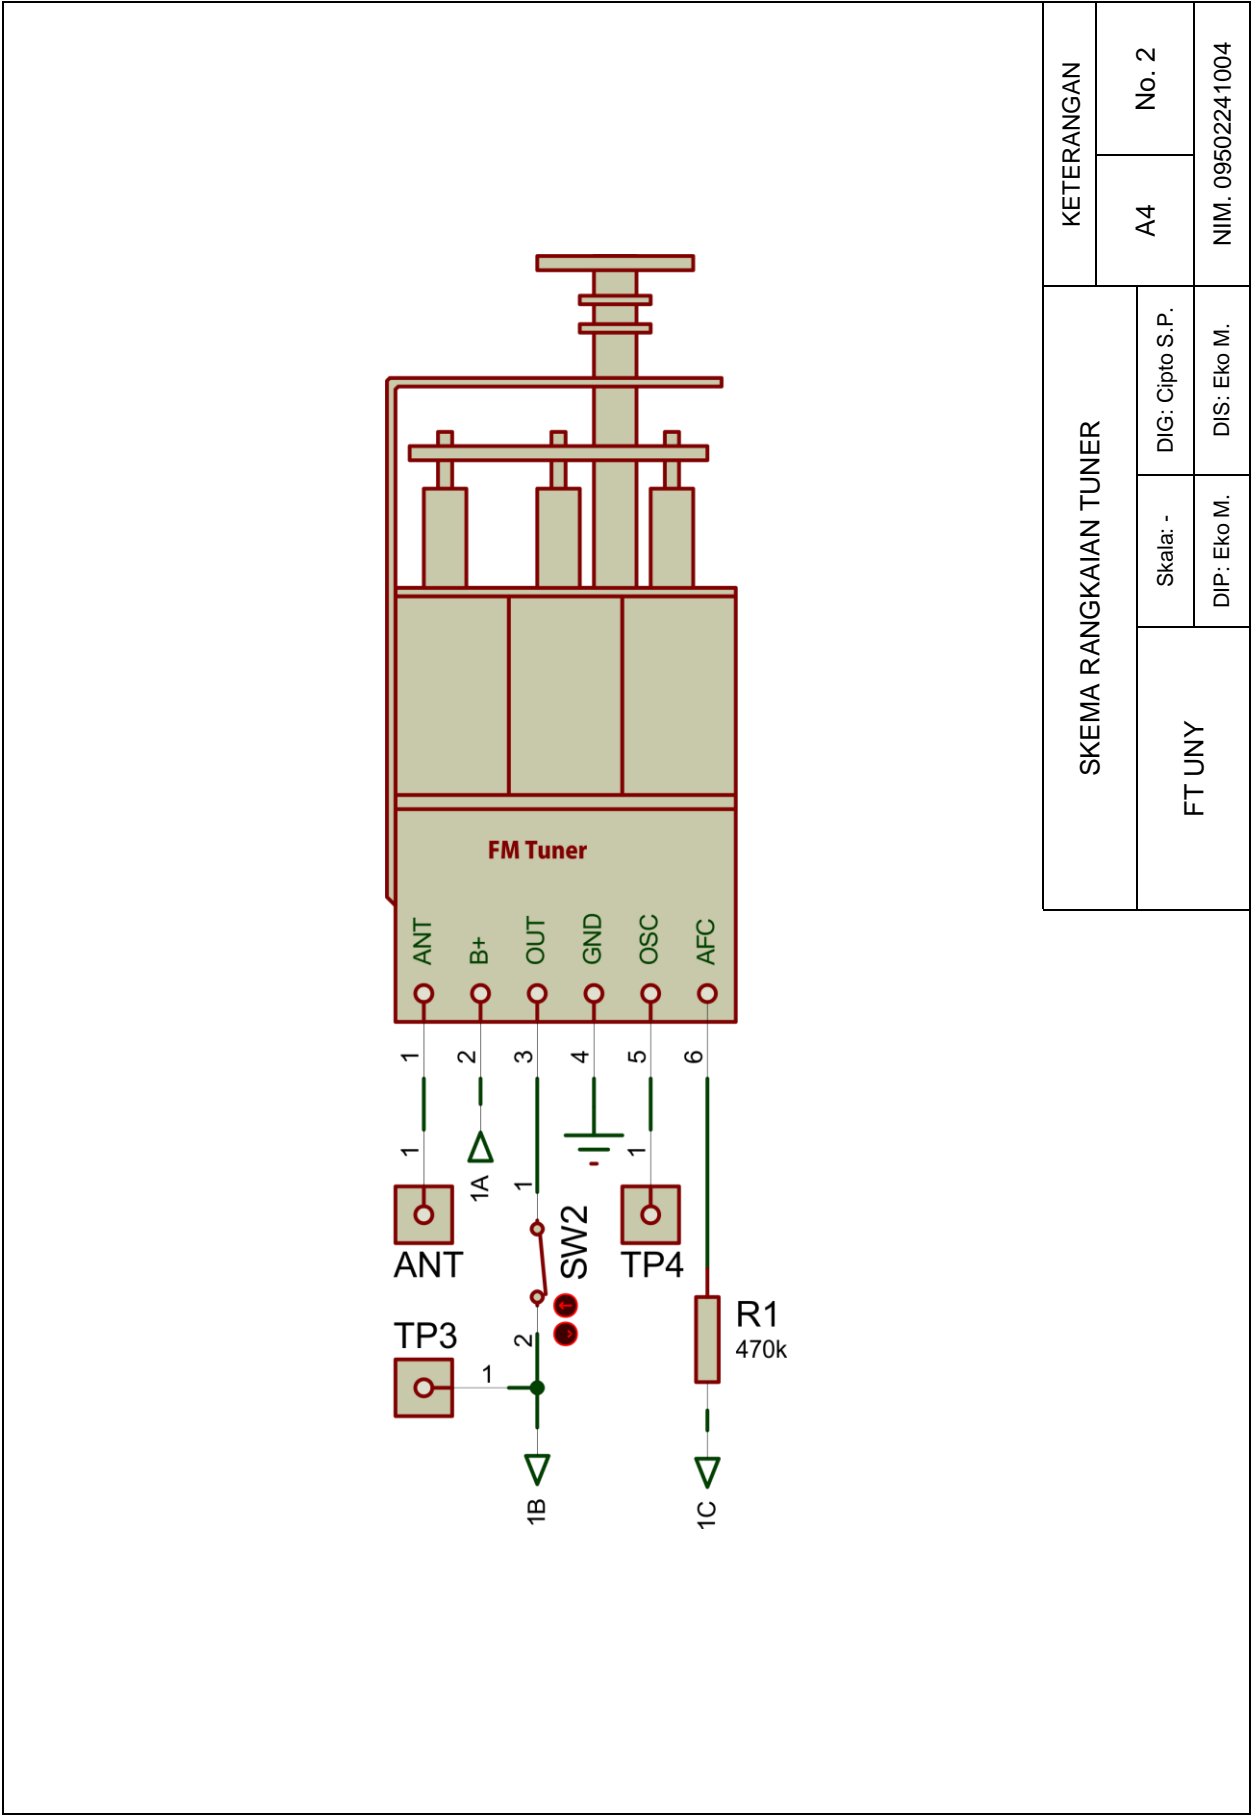 FM Tuner
ANT
B+
OUT
GND
OSC
AFC
1
2
3
4
5
6
1
1A
1
1
SW2
ANT
TP4
2
TP3
1
R1
470k
1B
1C
SKEMA RANGKAIAN TUNER
KETERANGAN
FT UNY
Skala: -
DIG: Cipto S.P.
A4
No. 2
DIP: Eko M.
DIS: Eko M.
NIM. 09502241004